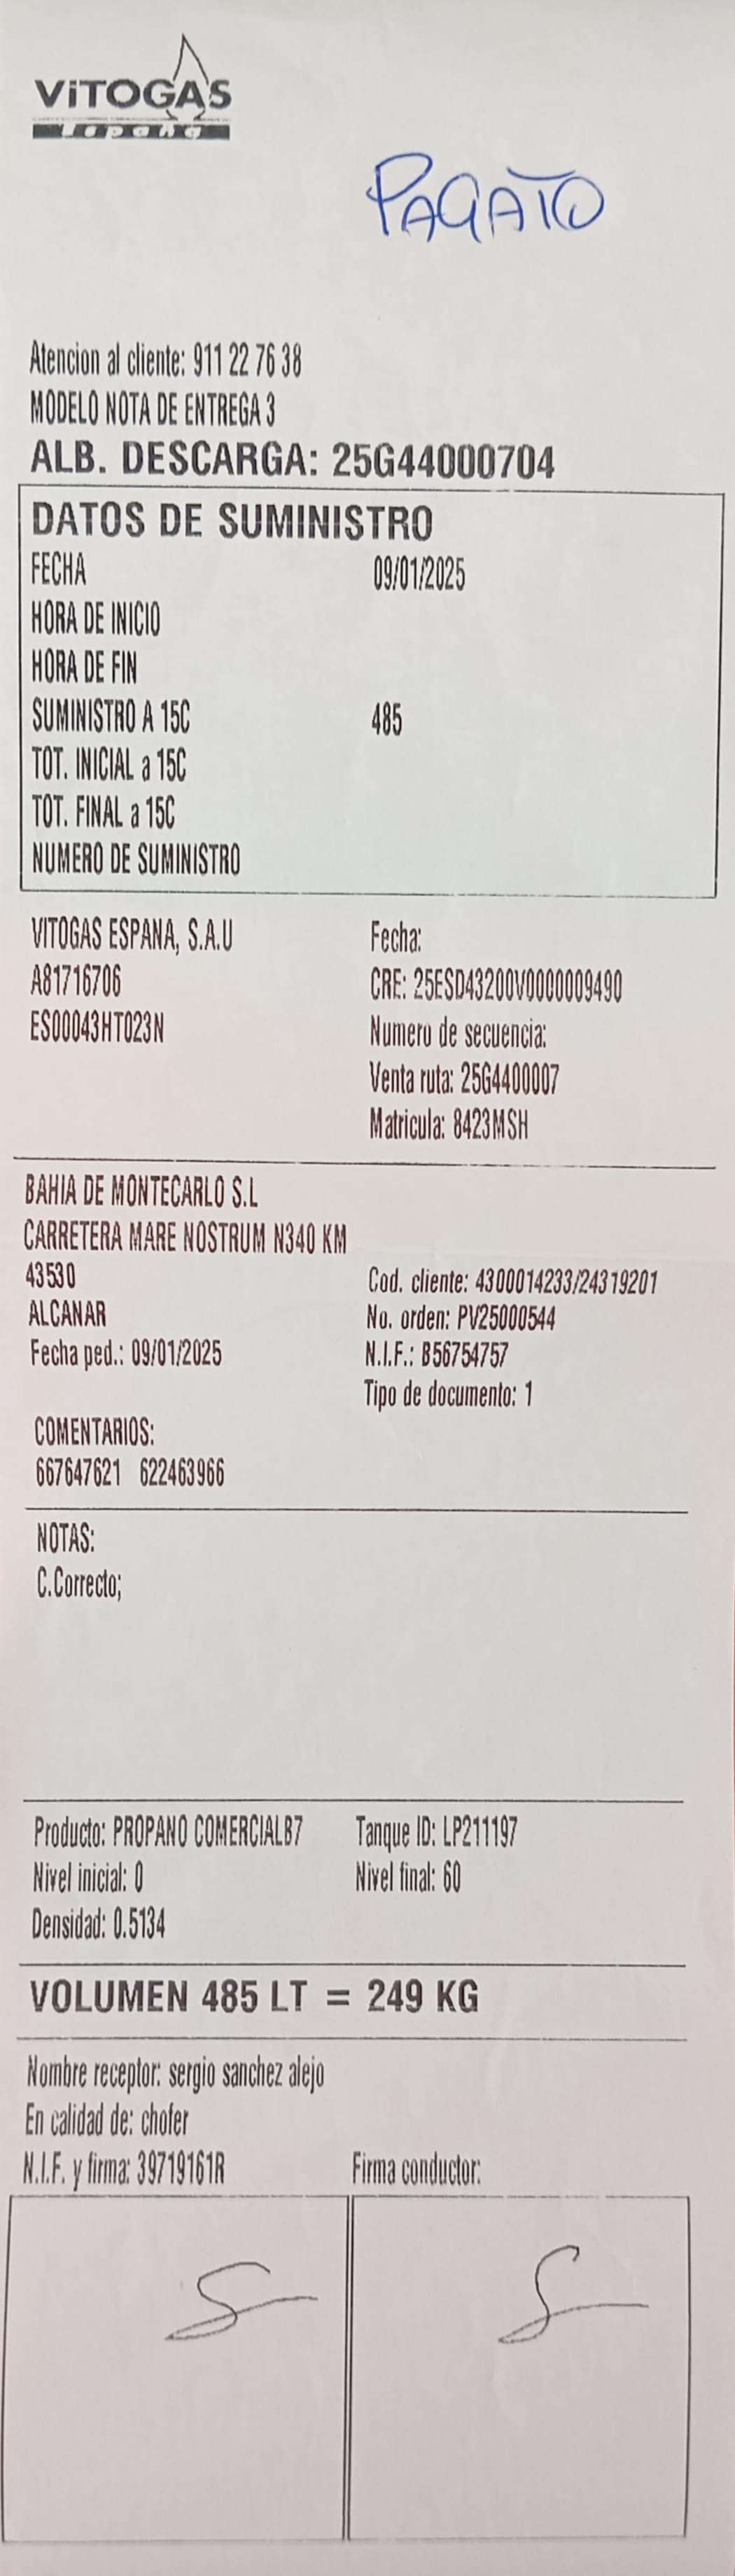 ViTOGAS
España
PAGATO
Atencion al cliente: 911 22 76 38
MODELO NOTA DE ENTREGA 3
ALB. DESCARGA: 25G44000704
DATOS DE SUMINISTRO
FECHA 09/01/2025
HORA DE INICIO
HORA DE FIN
SUMINISTRO A 15C 485
TOT. INICIAL a 15C
TOT. FINAL a 15C
NUMERO DE SUMINISTRO
VITOGAS ESPANA, S.A.U Fecha:
A81716706 CRE: 25ESD43200V0000009490
ES00043HT023N Numero de secuencia:
Venta ruta: 25G4400007
Matricula: 8423MSH
BAHIA DE MONTECARLO S.L
CARRETERA MARE NOSTRUM N340 KM
43530 Cod. cliente: 4300014233/24319201
ALCANAR No. orden: PV25000544
Fecha ped.: 09/01/2025 N.I.F.: B56754757
Tipo de documento: 1
COMENTARIOS:
667647621 622463966
NOTAS:
C.Correcto;
Producto: PROPANO COMERCIALB7 Tanque ID: LP211197
Nivel inicial: 0 Nivel final: 60
Densidad: 0.5134
VOLUMEN 485 LT = 249 KG
Nombre receptor: sergio sanchez alejo
En calidad de: chofer
N.I.F. y firma: 39719161R Firma conductor: